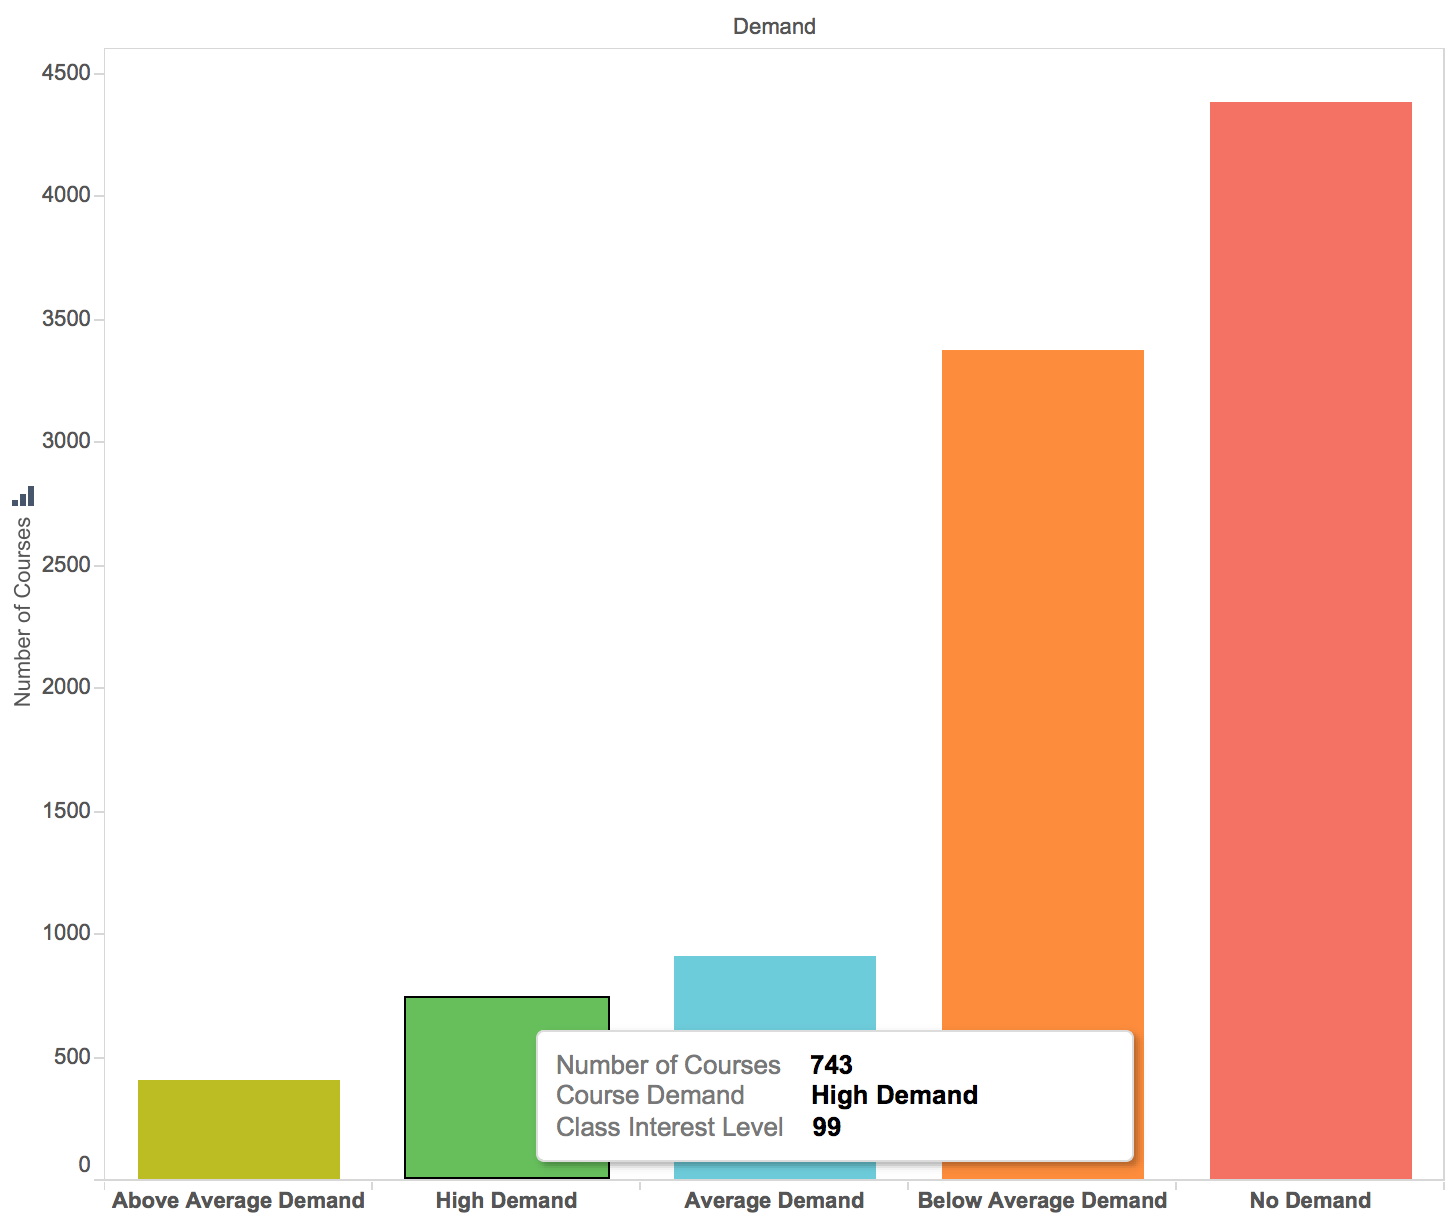 Demand
4500
4000
3500
3000
2500
2000
1500
1000
500
0
Number of Courses
Number of Courses 743
Course Demand High Demand
Class Interest Level 99
Above Average Demand High Demand Average Demand Below Average Demand No Demand